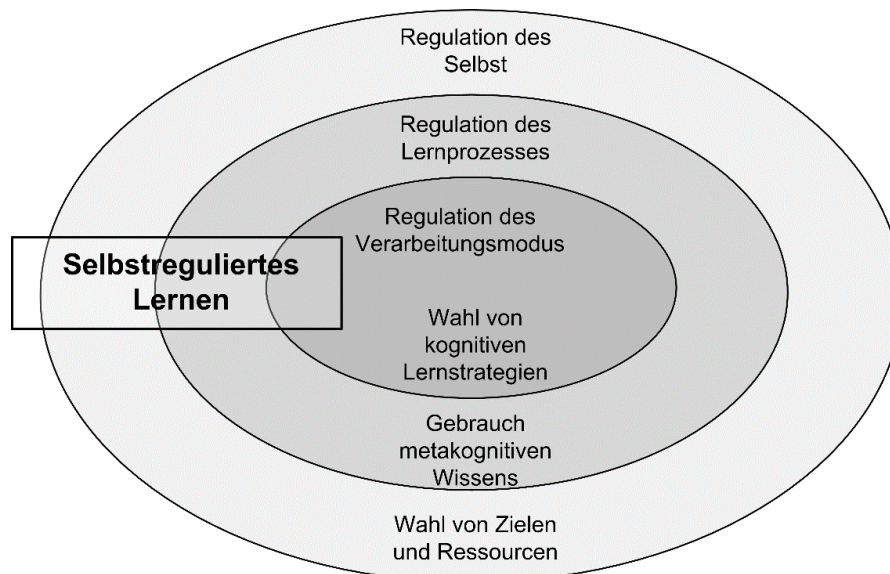 Regulation des
Selbst
Regulation des
Lernprozesses
Regulation des
Verarbeitungsmodus
Selbstreguliertes
Lernen
Wahl von
kognitiven
Lernstrategien
Gebrauch
metakognitiven
Wissens
Wahl von Zielen
und Ressourcen